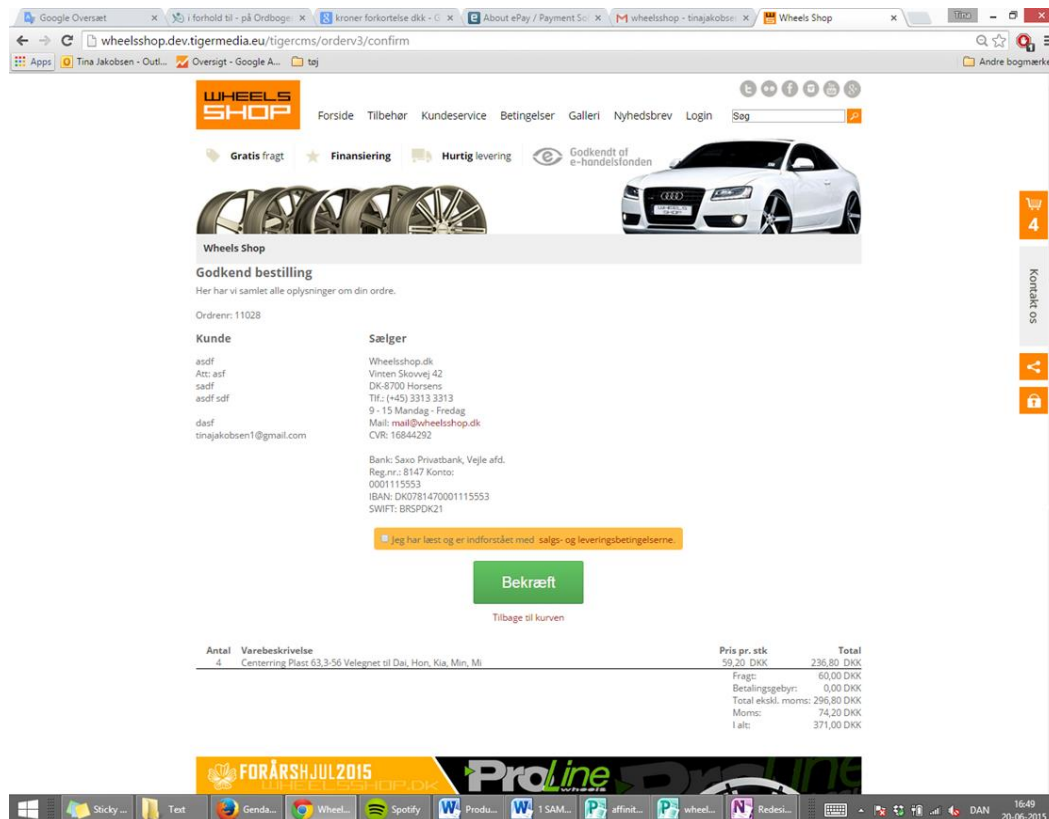 Google Oversæt
i forhold til - på Ordboge
kroner forkortelse dkk - G
About ePay / Payment Sol
wheelsshop - tinajakobse
Wheels Shop
Tina
wheelsshop.dev.tigermedia.eu/tigercms/orderv3/confirm
Apps
Tina Jakobsen - Outl...
Oversigt - Google A...
tøj
Andre bogmærke
WHEELS
SHOP
Forside Tilbehør Kundeservice Betingelser Galleri Nyhedsbrev Login
Søg
Gratis fragt
Finansiering
Hurtig levering
Godkendt af
e-handelsfonden
4
Kontakt os
Wheels Shop
Godkend bestilling
Her har vi samlet alle oplysninger om din ordre.
Ordrenr: 11028
Kunde
asdf
Att: asf
sadf
asdf sdf
dasf
tinajakobsen1@gmail.com
Sælger
Wheelsshop.dk
Vinten Skovvej 42
DK-8700 Horsens
Tlf.: (+45) 3313 3313
9 - 15 Mandag - Fredag
Mail: mail@wheelsshop.dk
CVR: 16844292
Bank: Saxo Privatbank, Vejle afd.
Reg.nr.: 8147 Konto:
0001115553
IBAN: DK0781470001115553
SWIFT: BRSPDK21
Jeg har læst og er indforstået med salgs- og leveringsbetingelserne.
Bekræft
Tilbage til kurven
Antal Varebeskrivelse Pris pr. stk Total
4 Centerring Plast 63,3-56 Velegnet til Dai, Hon, Kia, Min, Mi 59,20 DKK 236,80 DKK
Fragt: 60,00 DKK
Betalingsgebyr: 0,00 DKK
Total ekskl. moms: 296,80 DKK
Moms: 74,20 DKK
I alt: 371,00 DKK
FORÅRSHJUL2015
WHEELSSHOP.DK
ProLine
wheels
Sticky ...
Text
Genda...
Wheel...
Spotify
Produ...
1 SAM...
affinit...
wheel...
Redesi...
DAN
16:49
20-06-2015